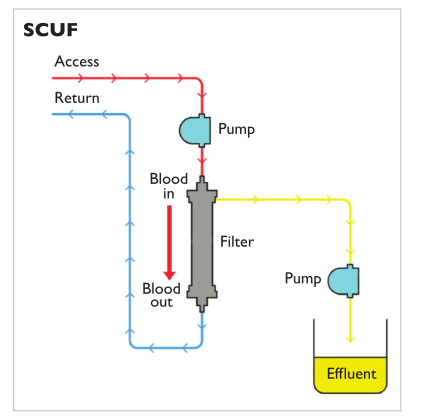 SCUF
Access
Return
Pump
Blood
in
Filter
Pump
Blood
out
Effluent